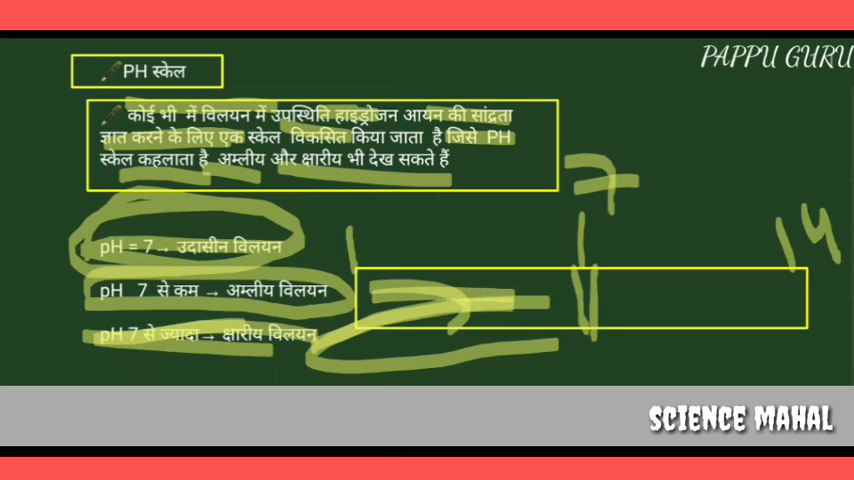 PAPPU GURU
PH स्केल
कोई भी में विलयन में उपस्थिति हाइड्रोजन आयन की सांद्रता
ज्ञात करने के लिए एक स्केल विकसित किया जाता है जिसे PH
स्केल कहलाता है अम्लीय और क्षारीय भी देख सकते हैं
7
pH = 7→ उदासीन विलयन
1
14
pH 7 से कम → अम्लीय विलयन
pH 7 से ज्यादा→ क्षारीय विलयन
SCIENCE MAHAL